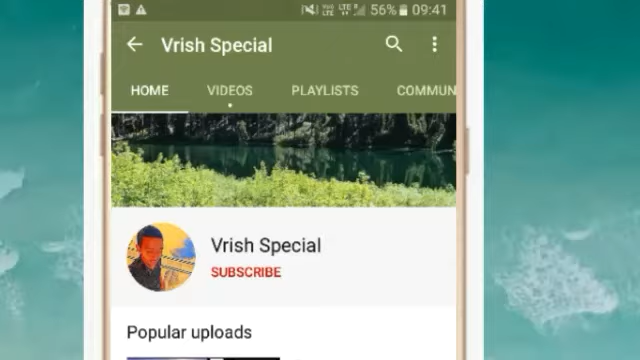 56% 09:41
Vrish Special
HOME VIDEOS PLAYLISTS COMMUN
Vrish Special
SUBSCRIBE
Popular uploads